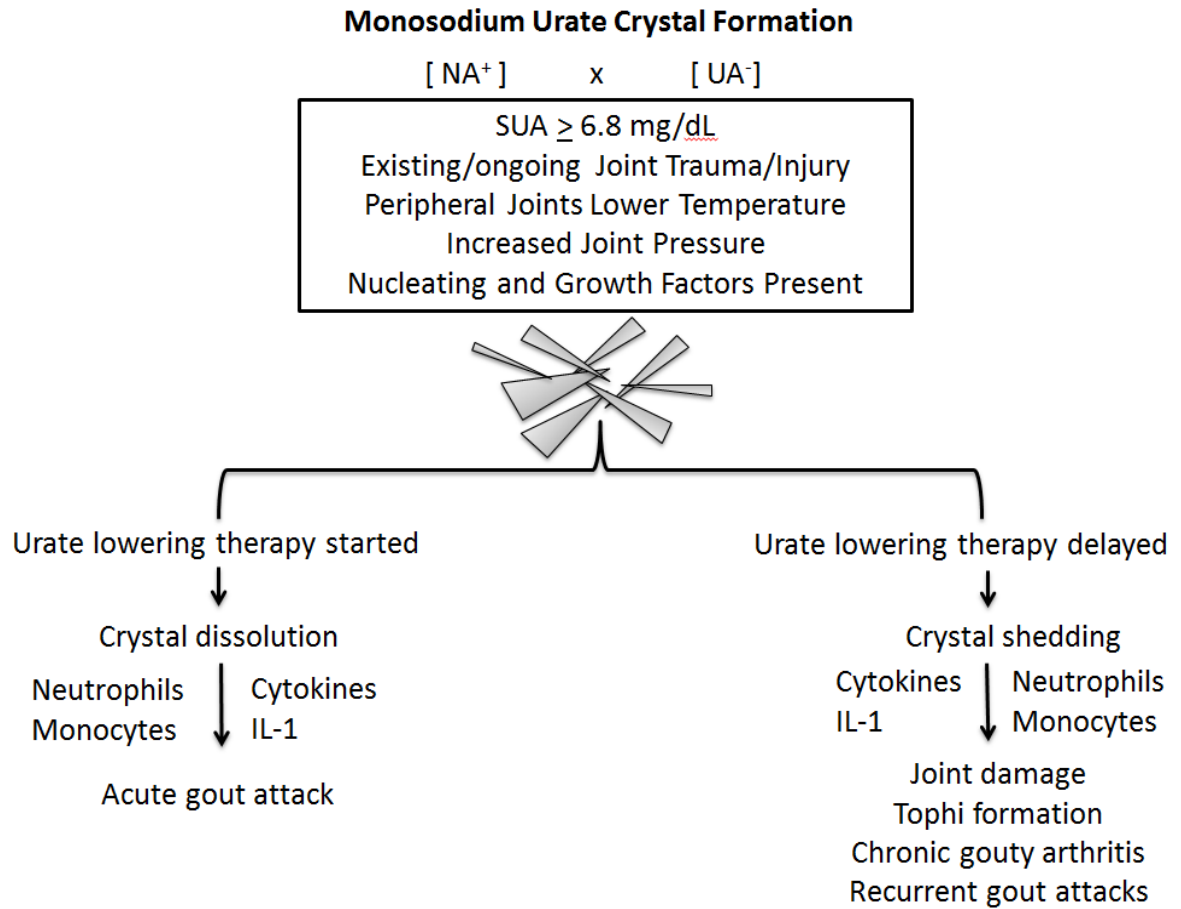 Monosodium Urate Crystal Formation
[ NA⁺ ] x [ UA⁻]
SUA ≥ 6.8 mg/dL
Existing/ongoing Joint Trauma/Injury
Peripheral Joints Lower Temperature
Increased Joint Pressure
Nucleating and Growth Factors Present
Urate lowering therapy started
Crystal dissolution
Neutrophils
Monocytes
Cytokines
IL-1
Acute gout attack
Urate lowering therapy delayed
Crystal shedding
Cytokines
IL-1
Neutrophils
Monocytes
Joint damage
Tophi formation
Chronic gouty arthritis
Recurrent gout attacks